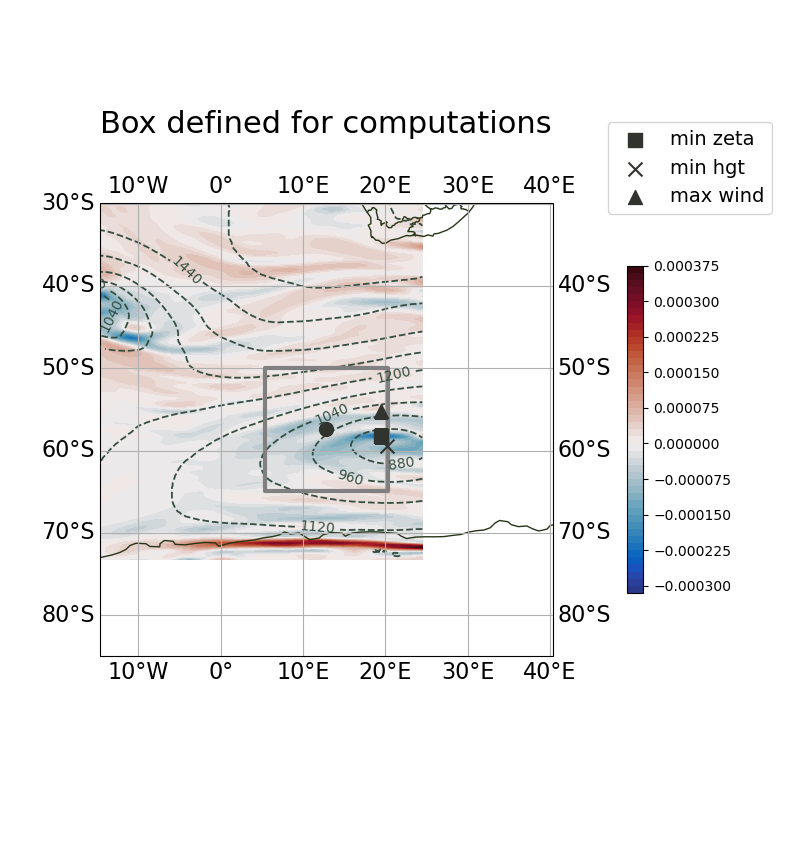 Box defined for computations
min zeta
min hgt
max wind
10°W 0° 10°E 20°E 30°E 40°E
30°S
40°S 40°S
50°S 50°S
60°S 60°S
70°S 70°S
80°S 80°S
10°W 0° 10°E 20°E 30°E 40°E
1440
1040
1200
1040
880
960
1120
0.000375
0.000300
0.000225
0.000150
0.000075
0.000000
−0.000075
−0.000150
−0.000225
−0.000300